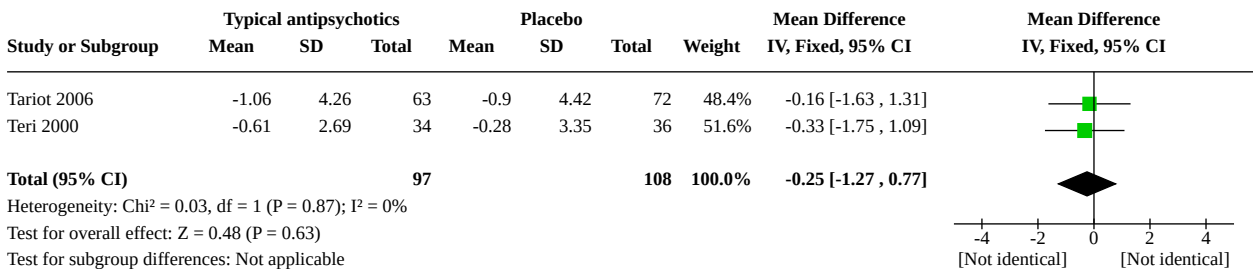 Typical antipsychotics Placebo Mean Difference Mean Difference
Study or Subgroup Mean SD Total Mean SD Total Weight IV, Fixed, 95% CI IV, Fixed, 95% CI
Tariot 2006 -1.06 4.26 63 -0.9 4.42 72 48.4% -0.16 [-1.63 , 1.31]
Teri 2000 -0.61 2.69 34 -0.28 3.35 36 51.6% -0.33 [-1.75 , 1.09]
Total (95% CI) 97 108 100.0% -0.25 [-1.27 , 0.77]
Heterogeneity: Chi² = 0.03, df = 1 (P = 0.87); I² = 0%
Test for overall effect: Z = 0.48 (P = 0.63) -4 -2 0 2 4
Test for subgroup differences: Not applicable [Not identical] [Not identical]